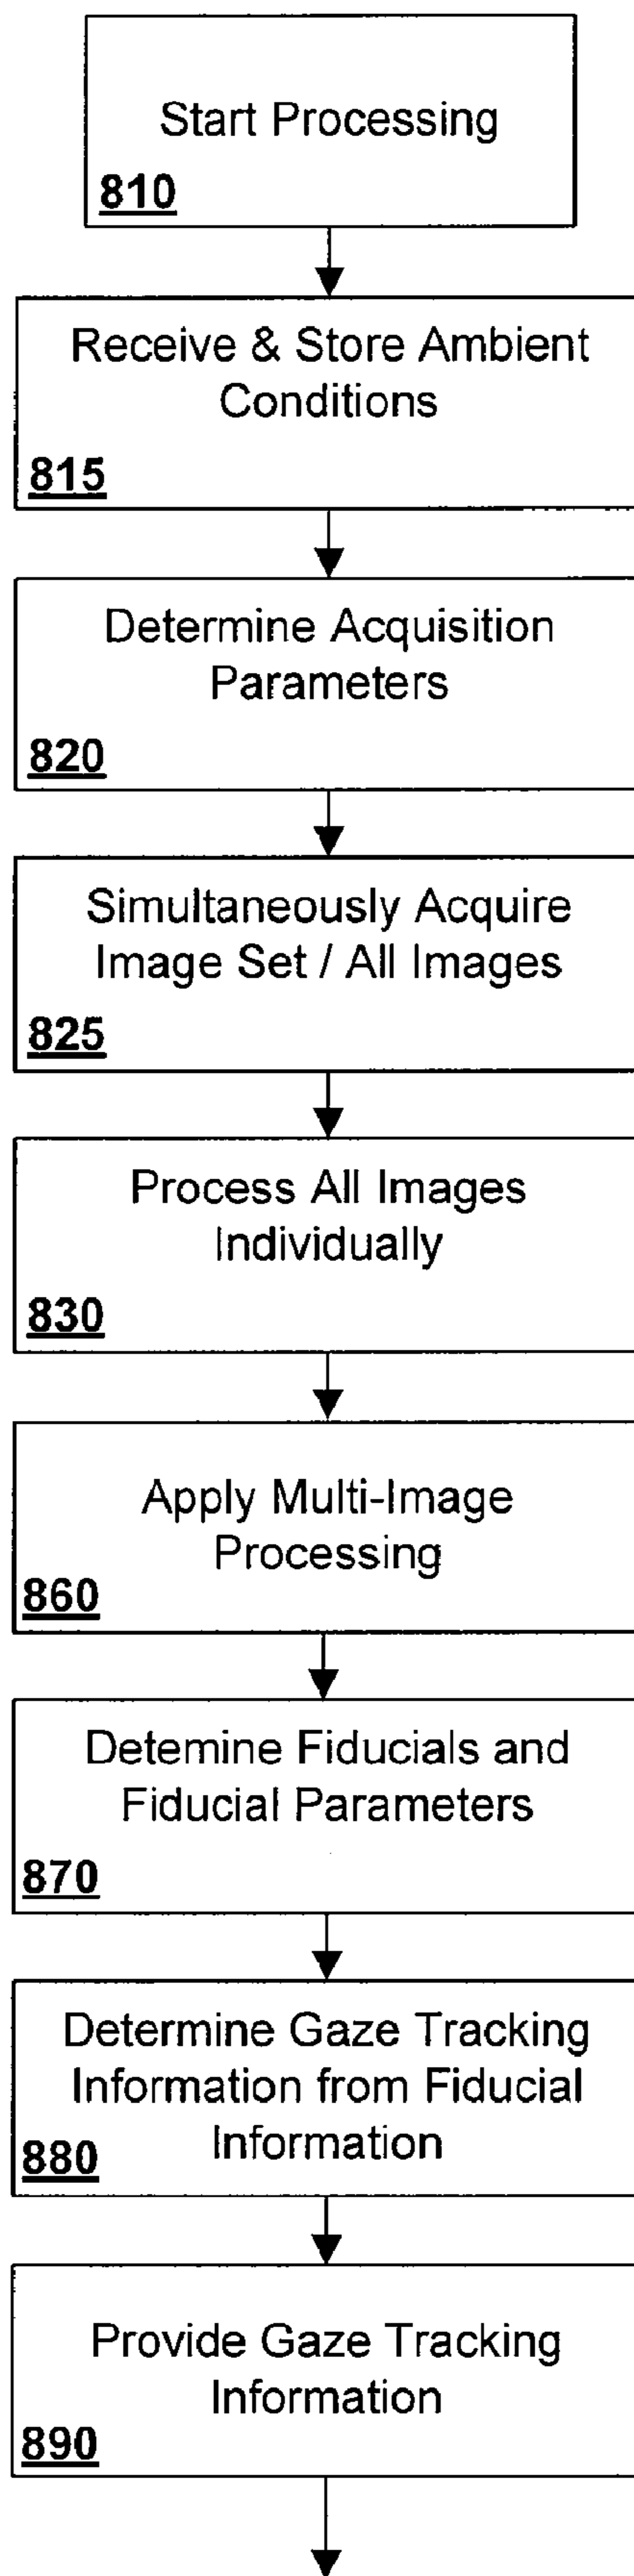 Start Processing
810
Receive & Store Ambient
Conditions
815
Determine Acquisition
Parameters
820
Simultaneously Acquire
Image Set / All Images
825
Process All Images
Individually
830
Apply Multi-Image
Processing
860
Detemine Fiducials and
Fiducial Parameters
870
Determine Gaze Tracking
Information from Fiducial
Information
880
Provide Gaze Tracking
Information
890